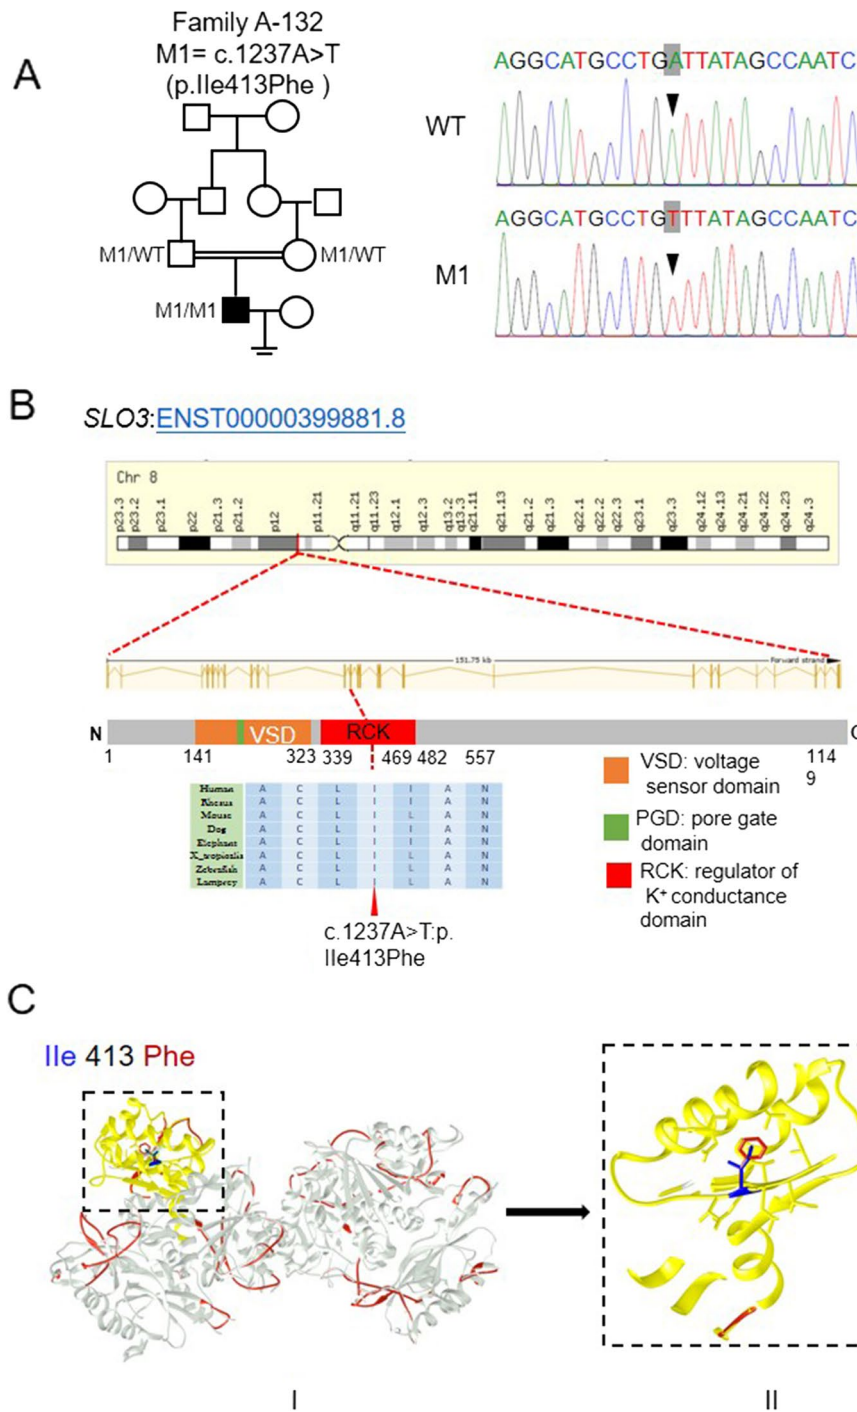 A
Family A-132
M1= c.1237A>T
(p.Ile413Phe )
M1/WT
M1/WT
M1/M1
AGGCATGCCTGATTATAGCCAATC
WT
AGGCATGCCTGTTTATAGCCAATC
M1
B
SLO3:ENST00000399881.8
Chr 8
p23.3 p23.2 p23.1 p22 p21.3 p21.2 p12 p11.21 q11.21 q11.23 q12.1 q12.3 q13.2 q13.3 q21.11 q21.13 q21.2 q21.3 q22.1 q22.2 q22.3 q23.1 q23.3 q24.12 q24.13 q24.21 q24.22 q24.23 q24.3
151.75 kb
Forward strand
N VSD RCK C
1 141 323 339 469 482 557 114
9
Human A C L I I A N
Rhesus A C L I I A N
Mouse A C L I L A N
Dog A C L I I A N
Elephant A C L I I A N
X_tropicalis A C L I L A N
Zebrafish A C L I L A N
Lamprey A C L I L A N
c.1237A>T:p.
Ile413Phe
VSD: voltage
sensor domain
PGD: pore gate
domain
RCK: regulator of
K+ conductance
domain
C
Ile 413 Phe
I
II